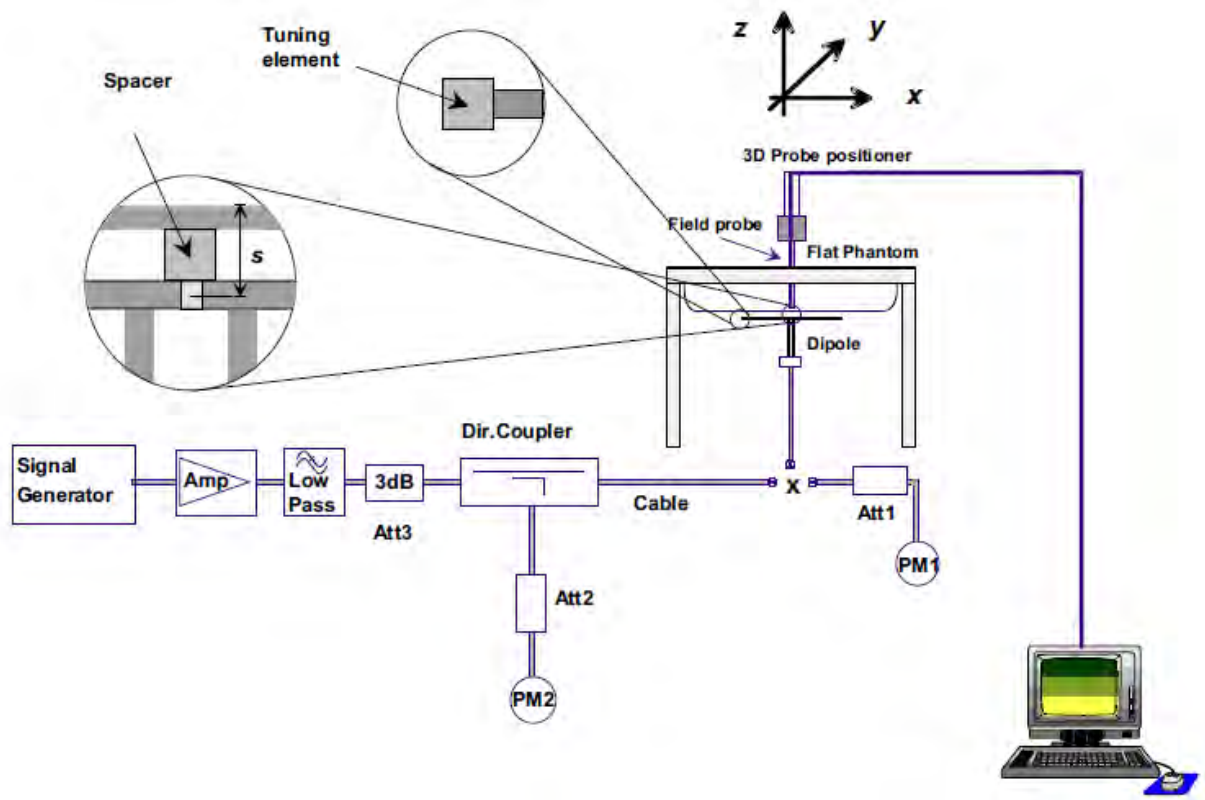 Tuning
element
Spacer
s
z
y
x
3D Probe positioner
Field probe
Flat Phantom
Dipole
Dir.Coupler
Signal
Generator
Amp
Low
Pass
3dB
Att3
Cable
x
Att1
PM1
Att2
PM2